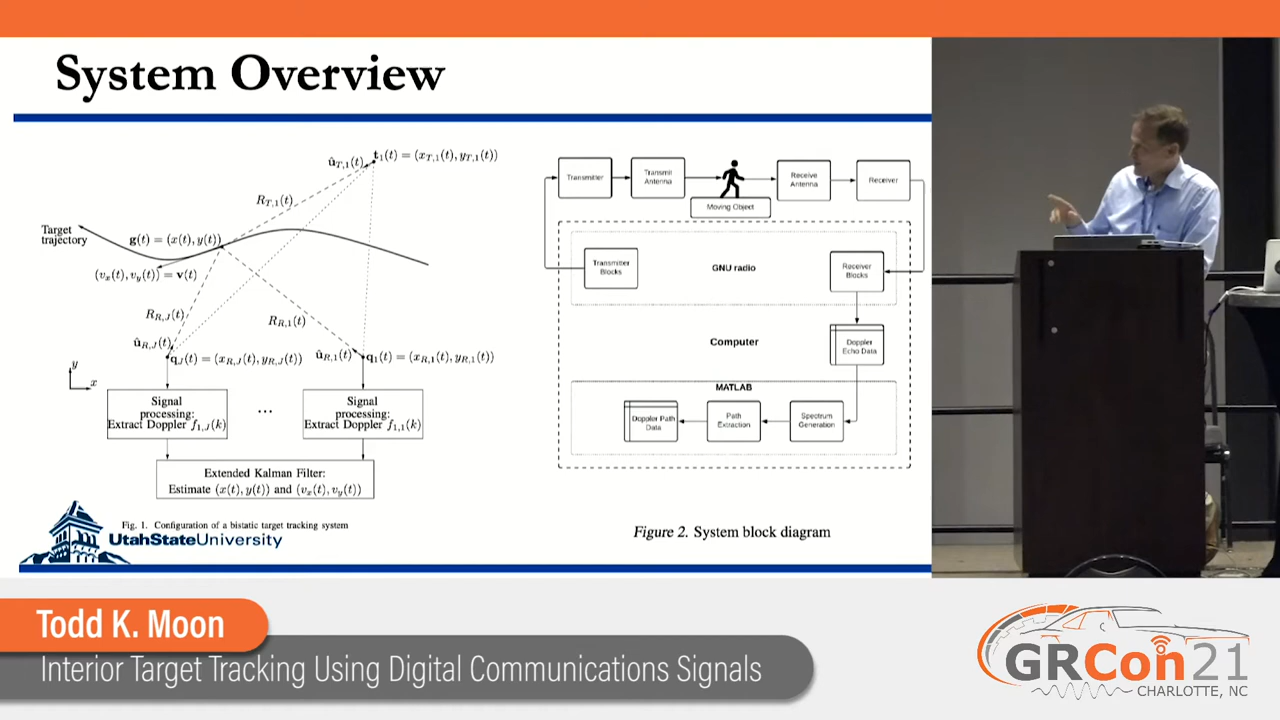 System Overview
û_{T,1}(t)
t_1(t) = (x_{T,1}(t), y_{T,1}(t))
R_{T,1}(t)
Target
trajectory
g(t) = (x(t), y(t))
(v_x(t), v_y(t)) = v(t)
R_{R,J}(t)
R_{R,1}(t)
û_{R,J}(t)
q_J(t) = (x_{R,J}(t), y_{R,J}(t))
û_{R,1}(t)
q_1(t) = (x_{R,1}(t), y_{R,1}(t))
y
x
Signal
processing:
Extract Doppler f_{1,J}(k)
...
Signal
processing:
Extract Doppler f_{1,1}(k)
Extended Kalman Filter:
Estimate (x(t), y(t)) and (v_x(t), v_y(t))
Fig. 1. Configuration of a bistatic target tracking system
UtahStateUniversity
Transmitter
Transmit
Antenna
Moving Object
Receive
Antenna
Receiver
Transmitter
Blocks
GNU radio
Receiver
Blocks
Computer
Doppler
Echo Data
MATLAB
Doppler Path
Data
Path
Extraction
Spectrum
Generation
Figure 2. System block diagram
Todd K. Moon
Interior Target Tracking Using Digital Communications Signals
GRCon21
CHARLOTTE, NC